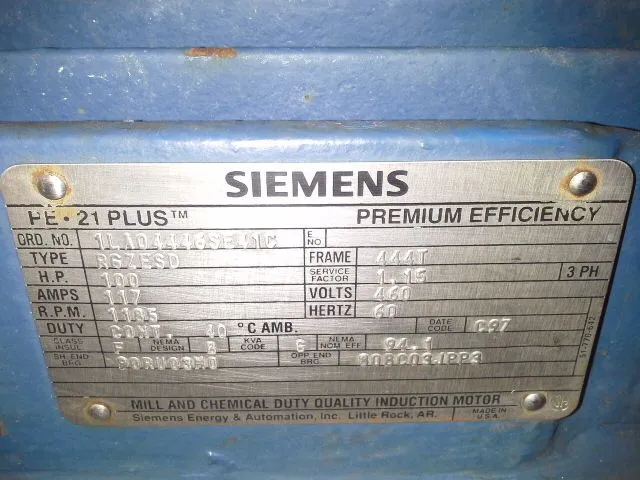 SIEMENS
PE•21 PLUS™ PREMIUM EFFICIENCY
ORD. NO. E NO
TYPE RGZESD FRAME 444T
H.P. 100 SERVICE FACTOR 1.15 3 PH
AMPS 117 VOLTS 460
R.P.M. 1185 HERTZ 60
DUTY CONT. 40 °C AMB. DATE CODE C97
CLASS INSUL F NEMA DESIGN B KVA CODE G NEMA NOM EFF 94.1
SH. END BRG. OPP END BRG.
MILL AND CHEMICAL DUTY QUALITY INDUCTION MOTOR
Siemens Energy & Automation, Inc. Little Rock, AR. MADE IN U.S.A.